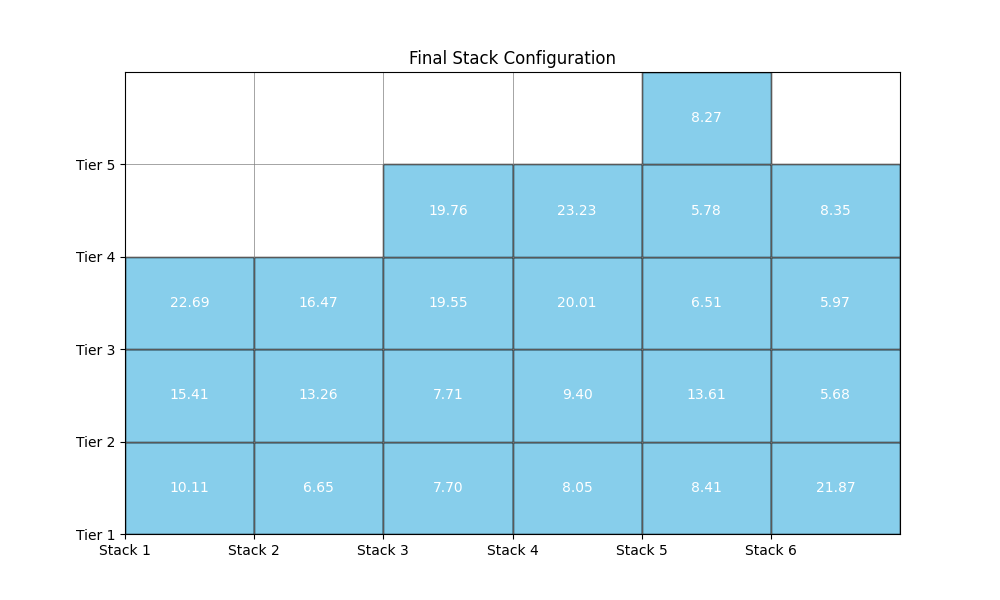 Final Stack Configuration
8.27
Tier 5
19.76 23.23 5.78 8.35
Tier 4
22.69 16.47 19.55 20.01 6.51 5.97
Tier 3
15.41 13.26 7.71 9.40 13.61 5.68
Tier 2
10.11 6.65 7.70 8.05 8.41 21.87
Tier 1
Stack 1 Stack 2 Stack 3 Stack 4 Stack 5 Stack 6